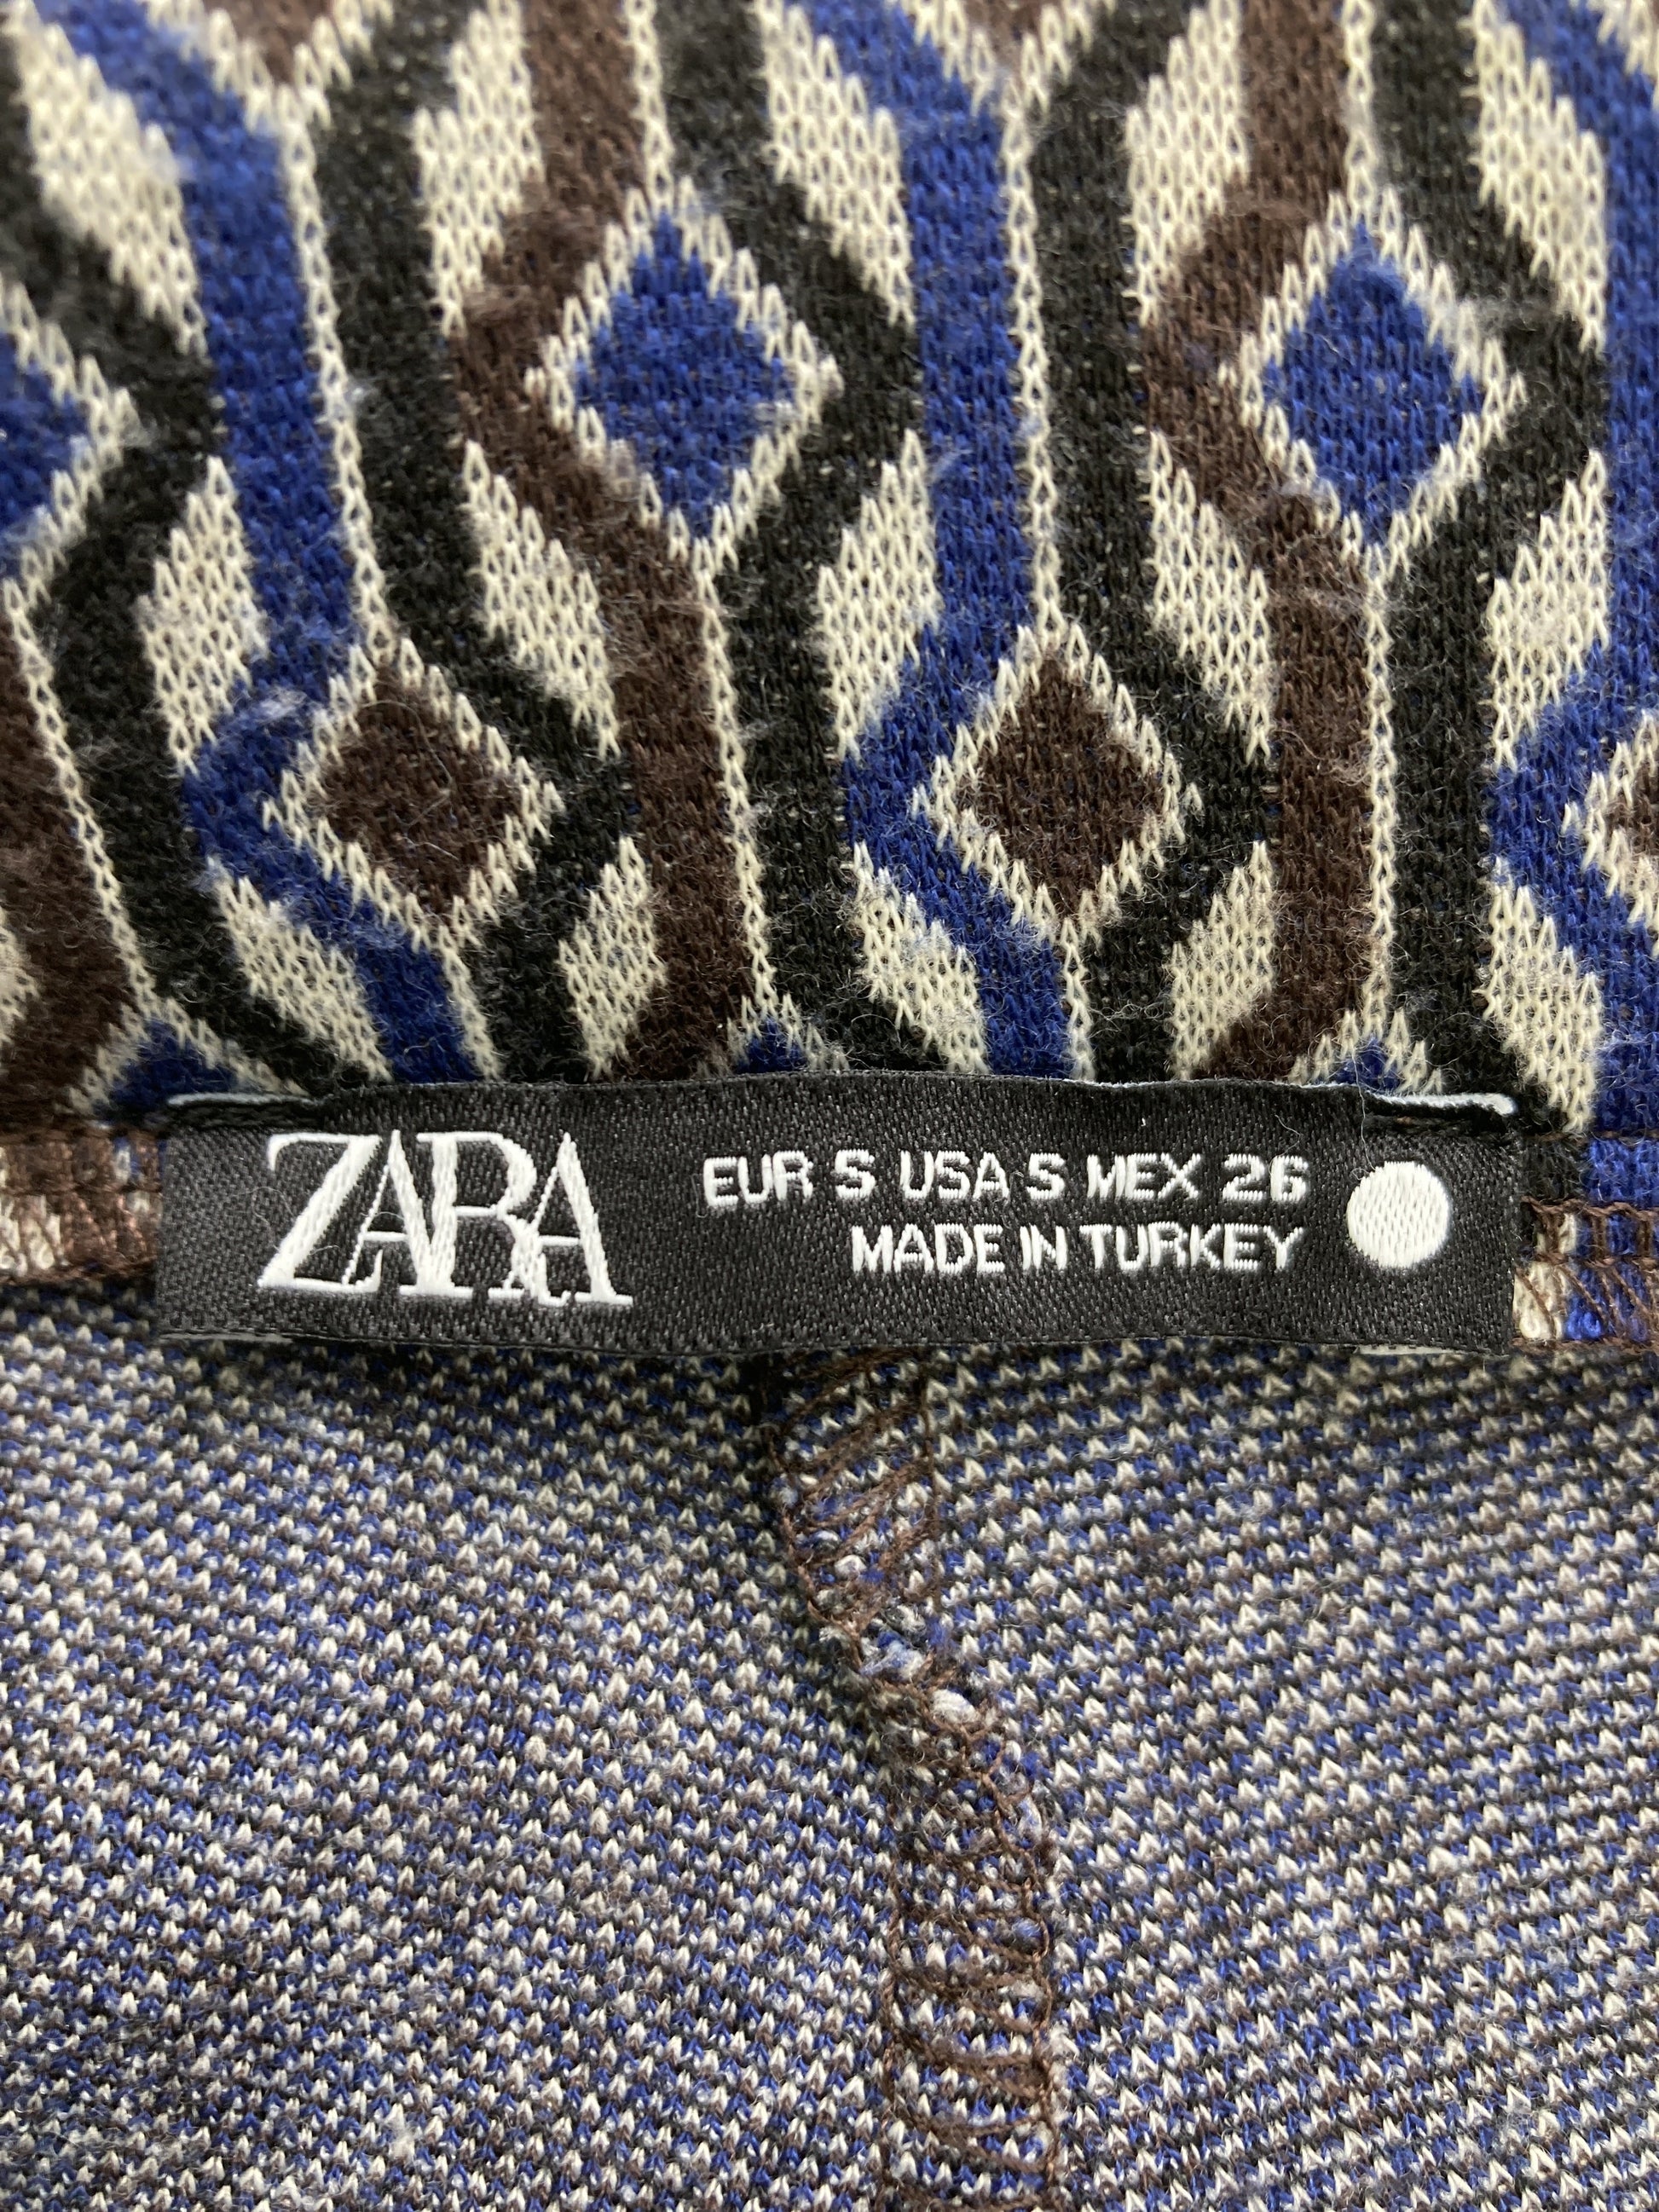 ZARA
EUR S USA S MEX 26
MADE IN TURKEY